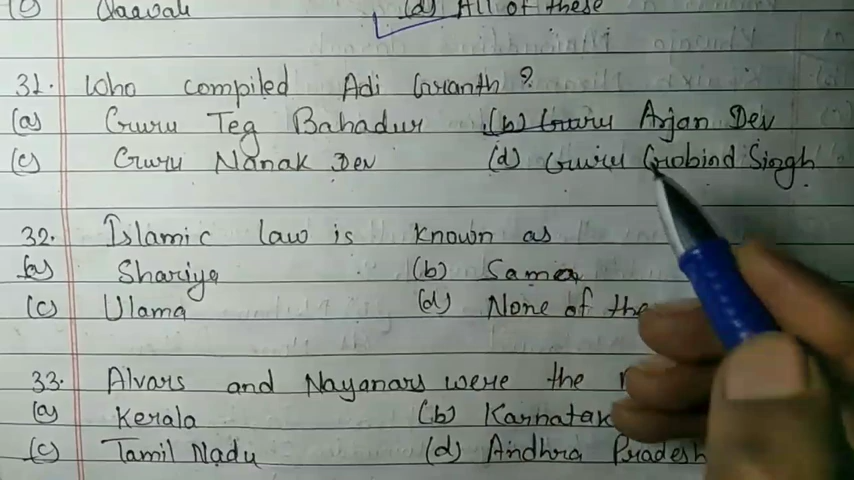 (c) Vaavak (d) All of these
31. Who compiled Adi Granth ?
(a) Guru Teg Bahadur (b) Guru Arjan Dev
(c) Guru Nanak Dev (d) Guru Gobind Singh
32. Islamic law is known as
(a) Shariya (b) Sama
(c) Ulama (d) None of the
33. Alvars and Nayanars were the
(a) Kerala (b) Karnatak
(c) Tamil Nadu (d) Andhra Pradesh